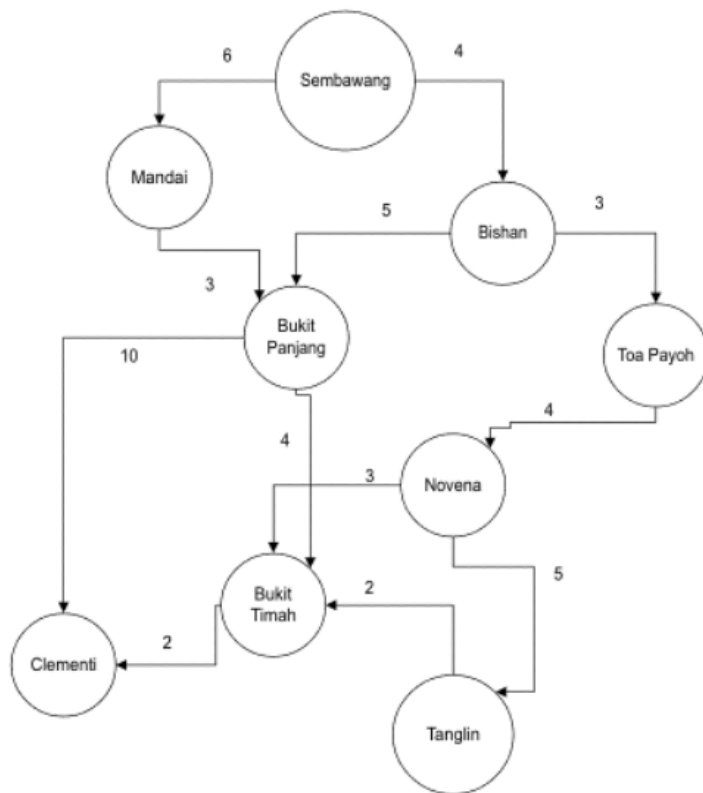 6
4
Sembawang
Mandai
5
3
Bishan
3
Bukit
Panjang
10
Toa Payoh
4
4
3
Novena
5
Bukit
Timah
2
2
Clementi
Tanglin